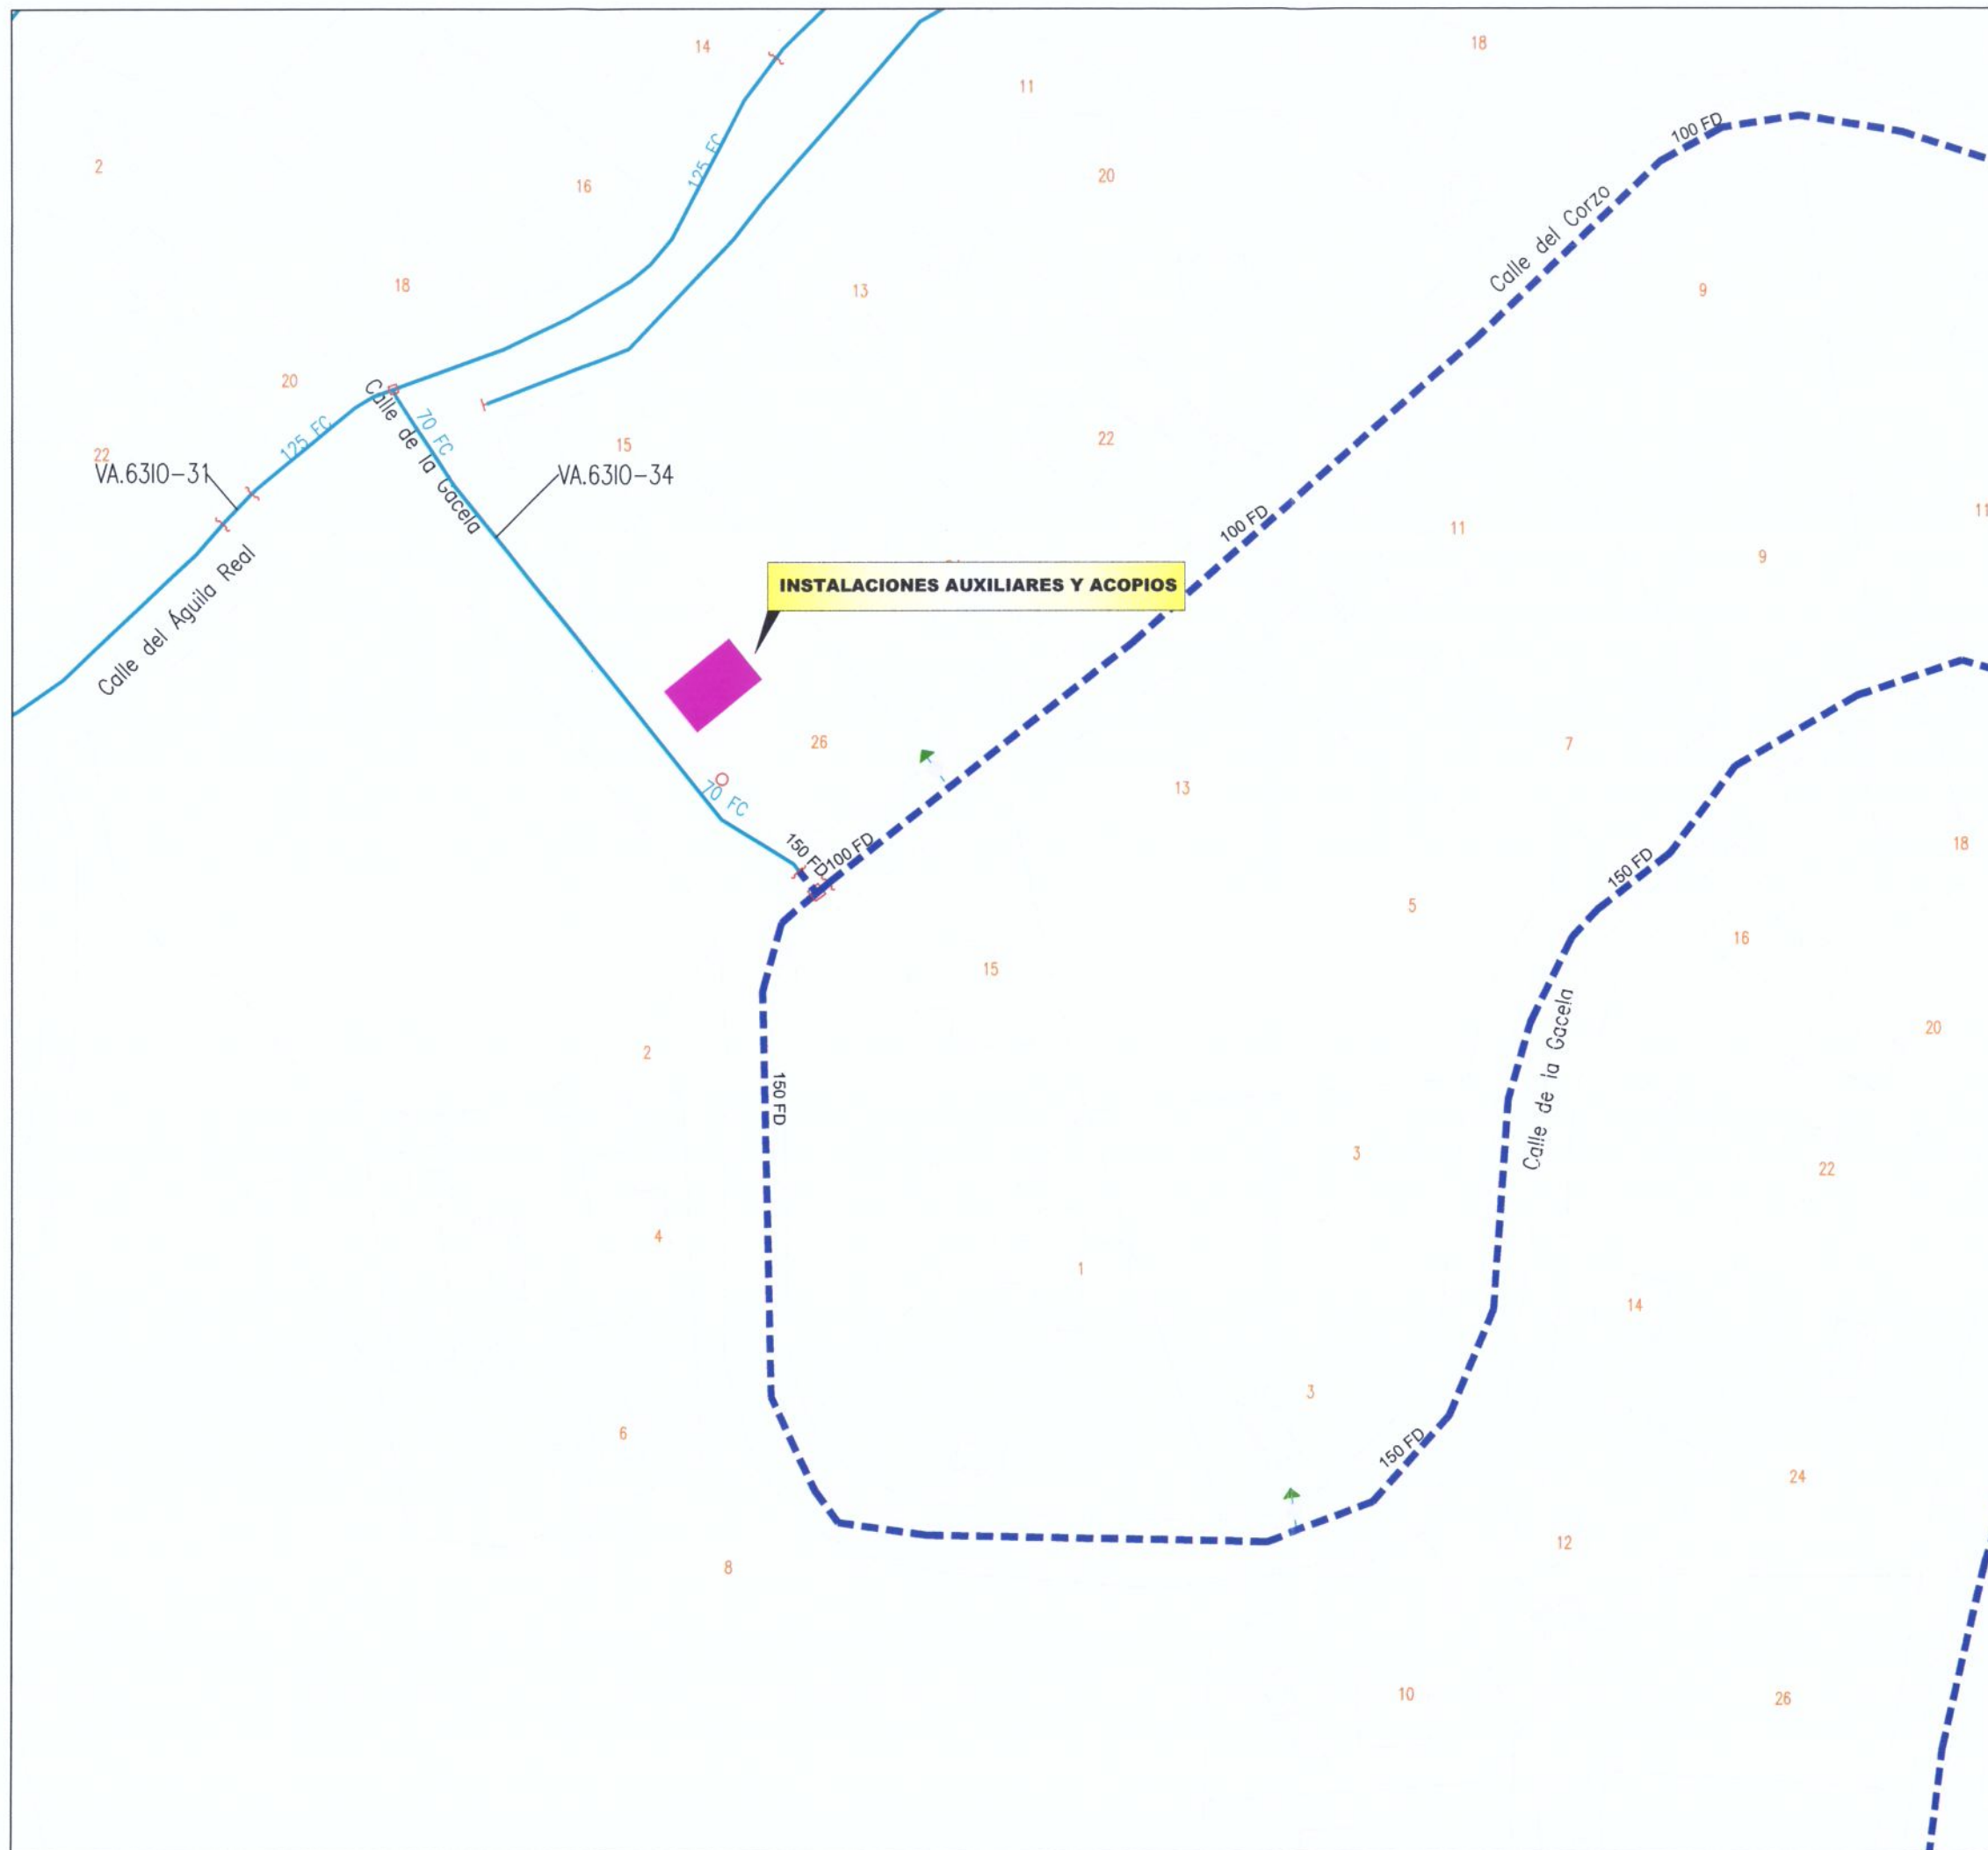 14
18
11
125 FC
100 FD
2
16
20
Calle del Corzo
18
13
9
20
Calle de la Gacela
70 FC
125 FC
22
15
22
VA.6310-31
VA.6310-34
100 FD
11
11
9
INSTALACIONES AUXILIARES Y ACOPIOS
Calle del Águila Real
26
7
13
70 FC
150 FD
100 FD
18
150 FD
5
16
15
20
2
150 FD
Calle de la Gacela
3
22
4
1
14
3
6
150 FD
24
12
8
10
26